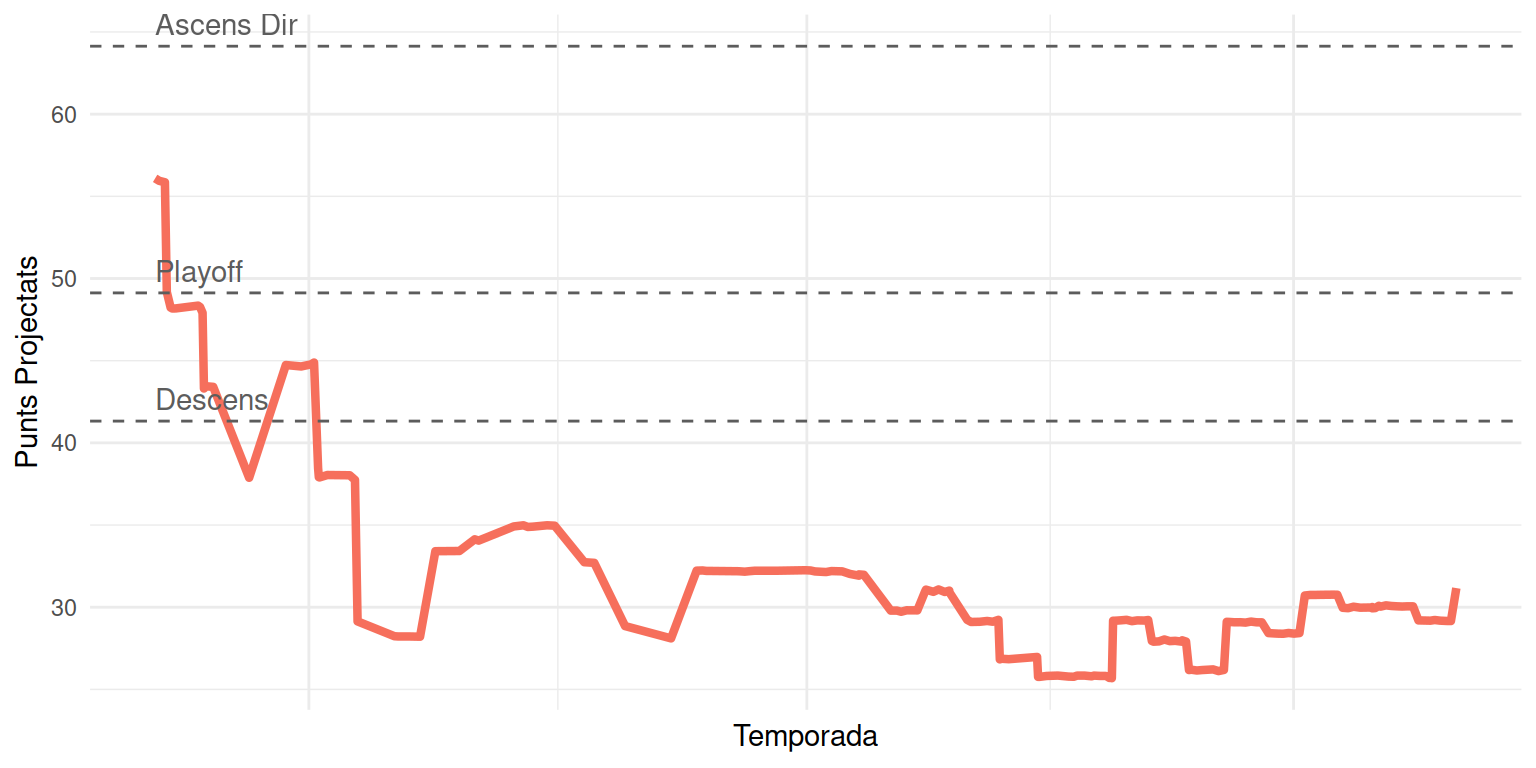 Ascens Dir
60
Playoff
50
Descens
40
30
Punts Projectats
Temporada